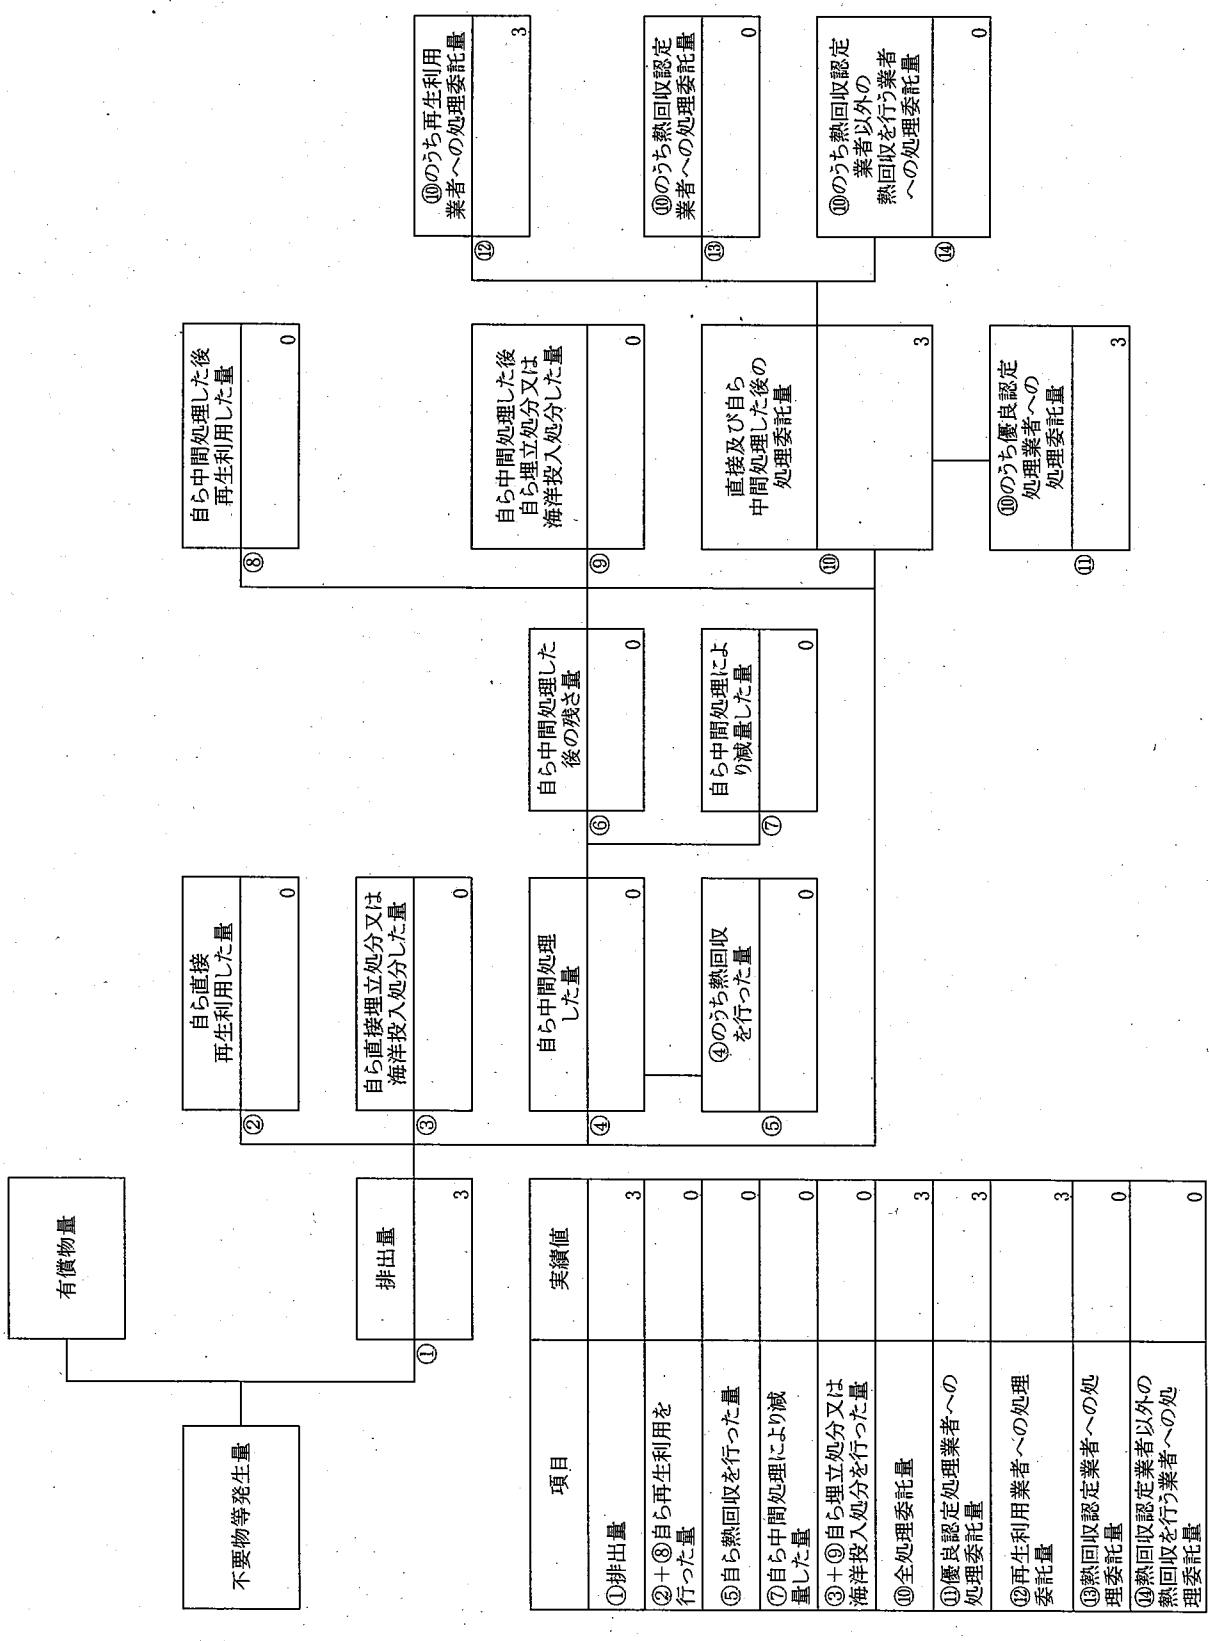 不要物等発生量
有償物量
①
排出量
3
②
自ら直接
再生利用した量
0
③
自ら直接埋立処分又は
海洋投入処分した量
0
④
自ら中間処理
した量
0
⑤
④のうち熱回収
を行った量
0
⑥
自ら中間処理した
後の残さ量
0
⑦
自ら中間処理によ
り減量した量
0
⑧
自ら中間処理した後
再生利用した量
0
⑨
自ら中間処理した後
自ら埋立処分又は
海洋投入処分した量
0
⑩
直接及び自ら
中間処理した後の
処理委託量
3
⑪
⑩のうち優良認定
処理業者への
処理委託量
3
⑫
⑩のうち再生利用
業者への処理委託量
3
⑬
⑩のうち熱回収認定
業者への処理委託量
0
⑭
⑩のうち熱回収認定
業者以外の
熱回収を行う業者
への処理委託量
0
項目 実績値
①排出量 3
②+⑧自ら再生利用を
行った量 0
⑤自ら熱回収を行った量 0
⑦自ら中間処理により減
量した量 0
③+⑨自ら埋立処分又は
海洋投入処分を行った量 0
⑩全処理委託量 3
⑪優良認定処理業者への
処理委託量 3
⑫再生利用業者への処理
委託量 3
⑬熱回収認定業者への処
理委託量 0
⑭熱回収認定業者以外の
熱回収を行う業者への処
理委託量 0